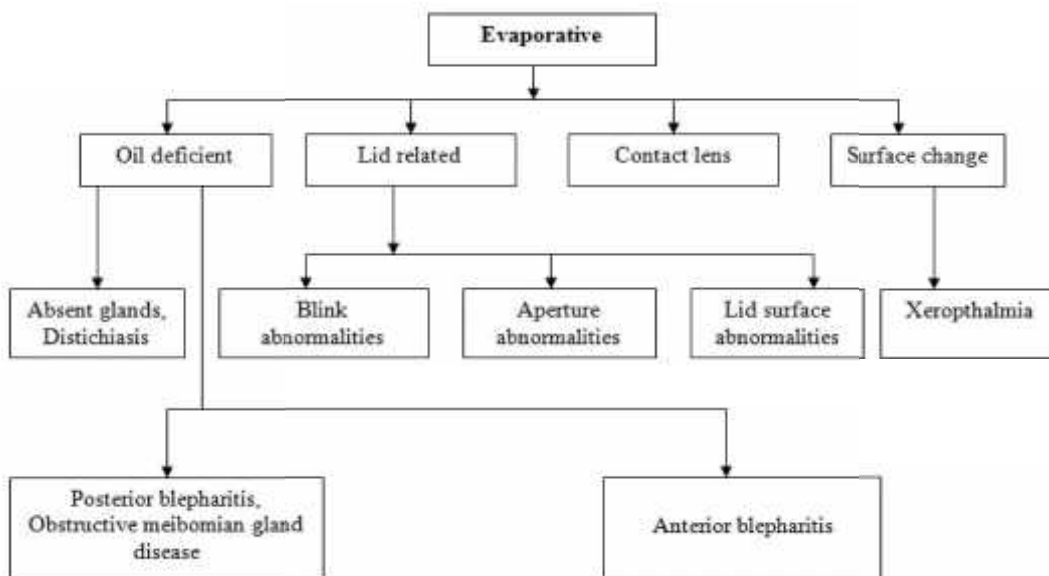 Evaporative
Oil deficient
Lid related
Contact lens
Surface change
Absent glands,
Distichiasis
Blink
abnormalities
Aperture
abnormalities
Lid surface
abnormalities
Xeropthalmia
Posterior blepharitis,
Obstructive meibomian gland
disease
Anterior blepharitis